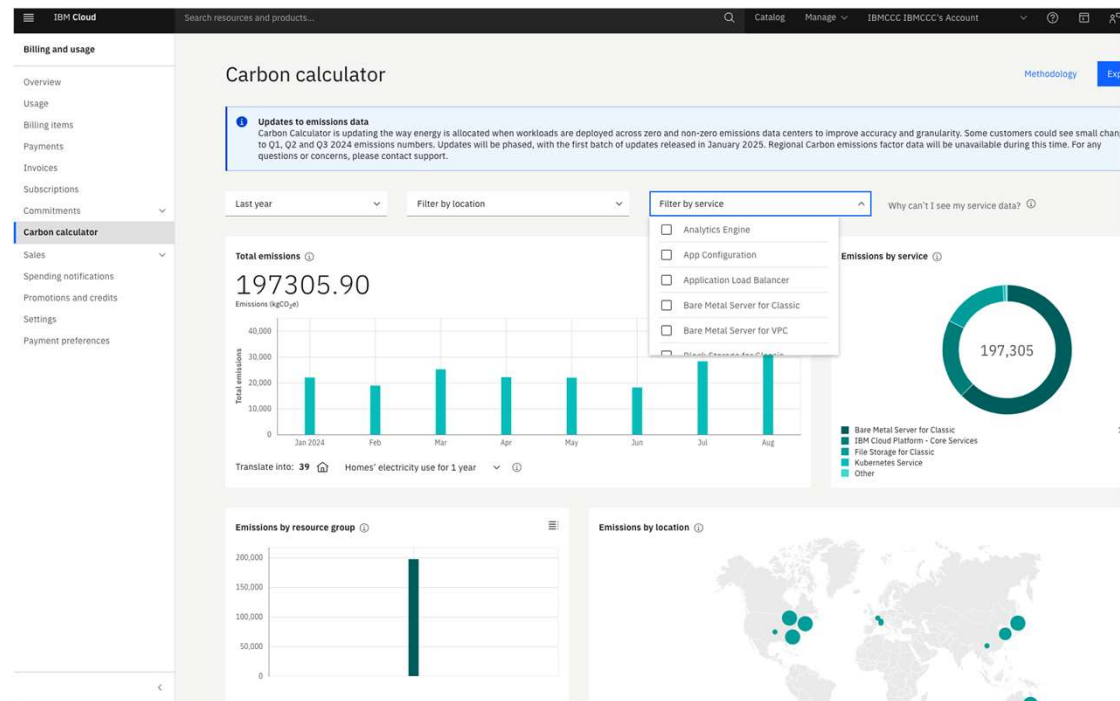 IBM Cloud
Search resources and products...
Catalog
Manage
IBMCCC IBMCCC's Account
Billing and usage
Overview
Usage
Billing items
Payments
Invoices
Subscriptions
Commitments
Carbon calculator
Sales
Spending notifications
Promotions and credits
Settings
Payment preferences
Carbon calculator
Methodology
Exp
Updates to emissions data
Carbon Calculator is updating the way energy is allocated when workloads are deployed across zero and non-zero emissions data centers to improve accuracy and granularity. Some customers could see small chan
to Q1, Q2 and Q3 2024 emissions numbers. Updates will be phased, with the first batch of updates released in January 2025. Regional Carbon emissions factor data will be unavailable during this time. For any
questions or concerns, please contact support.
Last year
Filter by location
Filter by service
Why can't I see my service data?
Analytics Engine
App Configuration
Application Load Balancer
Bare Metal Server for Classic
Bare Metal Server for VPC
Block Storage for Classic
Total emissions
197305.90
Emissions (kgCO₂e)
Total emissions
40,000
30,000
20,000
10,000
0
Jan 2024
Feb
Mar
Apr
May
Jun
Jul
Aug
Translate into: 39 Homes' electricity use for 1 year
Emissions by service
197,305
Bare Metal Server for Classic
IBM Cloud Platform - Core Services
File Storage for Classic
Kubernetes Service
Other
Emissions by resource group
200,000
150,000
100,000
50,000
0
Emissions by location